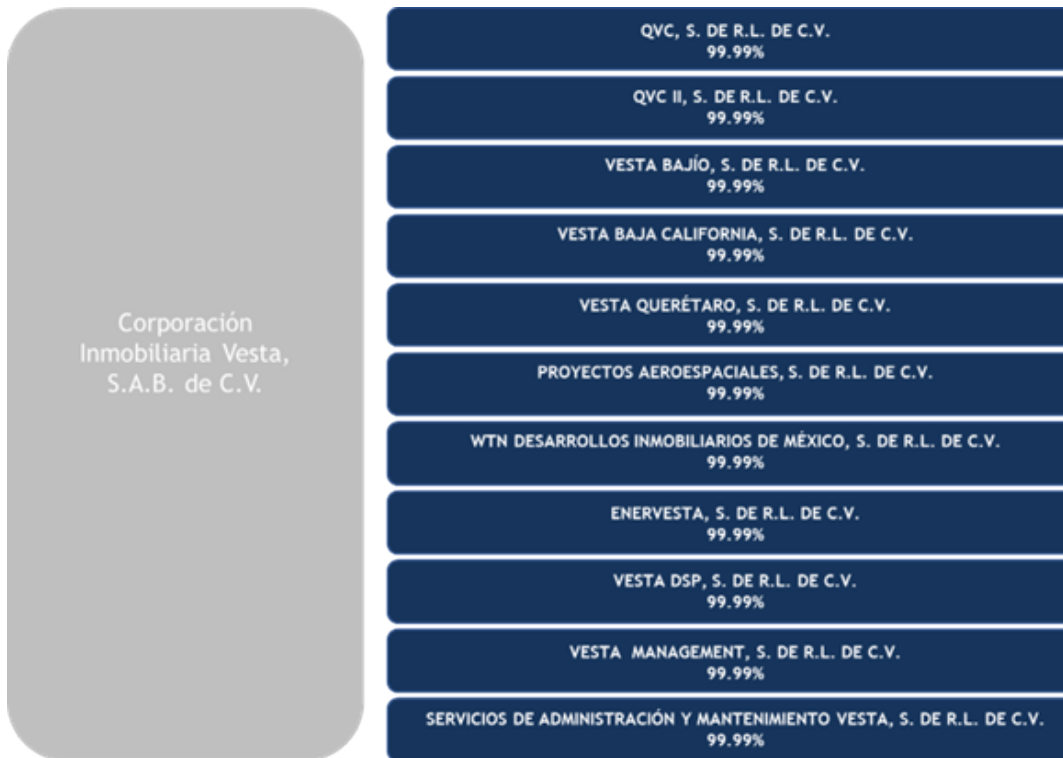 Corporación
Inmobiliaria Vesta,
S.A.B. de C.V.
QVC, S. DE R.L. DE C.V.
99.99%
QVC II, S. DE R.L. DE C.V.
99.99%
VESTA BAJÍO, S. DE R.L. DE C.V.
99.99%
VESTA BAJA CALIFORNIA, S. DE R.L. DE C.V.
99.99%
VESTA QUERÉTARO, S. DE R.L. DE C.V.
99.99%
PROYECTOS AEROESPACIALES, S. DE R.L. DE C.V.
99.99%
WTN DESARROLLOS INMOBILIARIOS DE MÉXICO, S. DE R.L. DE C.V.
99.99%
ENERVESTA, S. DE R.L. DE C.V.
99.99%
VESTA DSP, S. DE R.L. DE C.V.
99.99%
VESTA MANAGEMENT, S. DE R.L. DE C.V.
99.99%
SERVICIOS DE ADMINISTRACIÓN Y MANTENIMIENTO VESTA, S. DE R.L. DE C.V.
99.99%